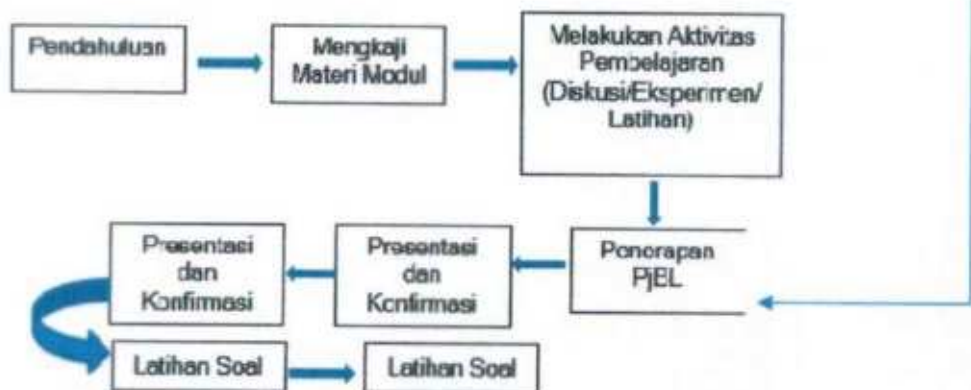 Pendahuluan
Mengkaji
Materi Modul
Melakukan Aktivitas
Pembelajaran
(Diskusi/Eksperimen/
Latihan)
Penerapan
PjBL
Presentasi
dan
Konfirmasi
Presentasi
dan
Konfirmasi
Latihan Soal
Latihan Soal